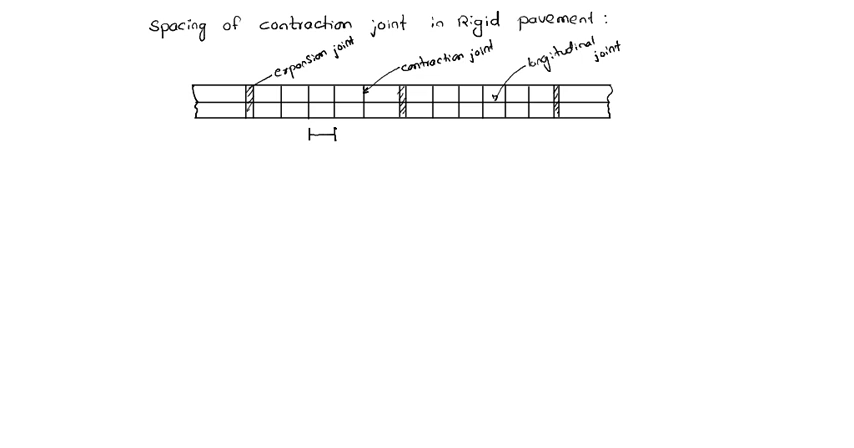 Spacing of contraction joint in Rigid pavement :
expansion joint
contraction joint
longitudinal
joint